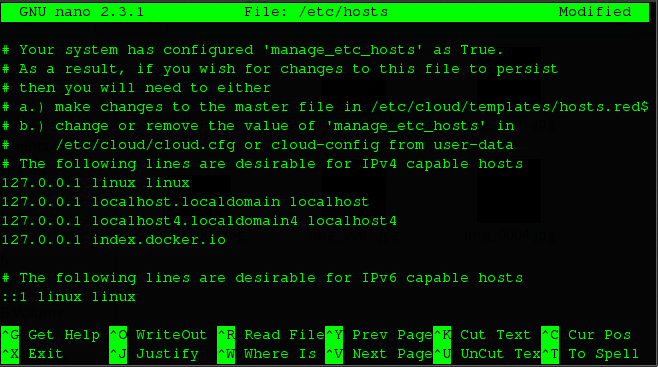 GNU nano 2.3.1 File: /etc/hosts Modified
# Your system has configured 'manage_etc_hosts' as True.
# As a result, if you wish for changes to this file to persist
# then you will need to either
# a.) make changes to the master file in /etc/cloud/templates/hosts.red$
# b.) change or remove the value of 'manage_etc_hosts' in
#     /etc/cloud/cloud.cfg or cloud-config from user-data
# The following lines are desirable for IPv4 capable hosts
127.0.0.1 linux linux
127.0.0.1 localhost.localdomain localhost
127.0.0.1 localhost4.localdomain4 localhost4
127.0.0.1 index.docker.io
# The following lines are desirable for IPv6 capable hosts
::1 linux linux
^G Get Help ^O WriteOut ^R Read File^Y Prev Page^K Cut Text ^C Cur Pos
^X Exit ^J Justify ^W Where Is ^V Next Page^U UnCut Tex^T To Spell